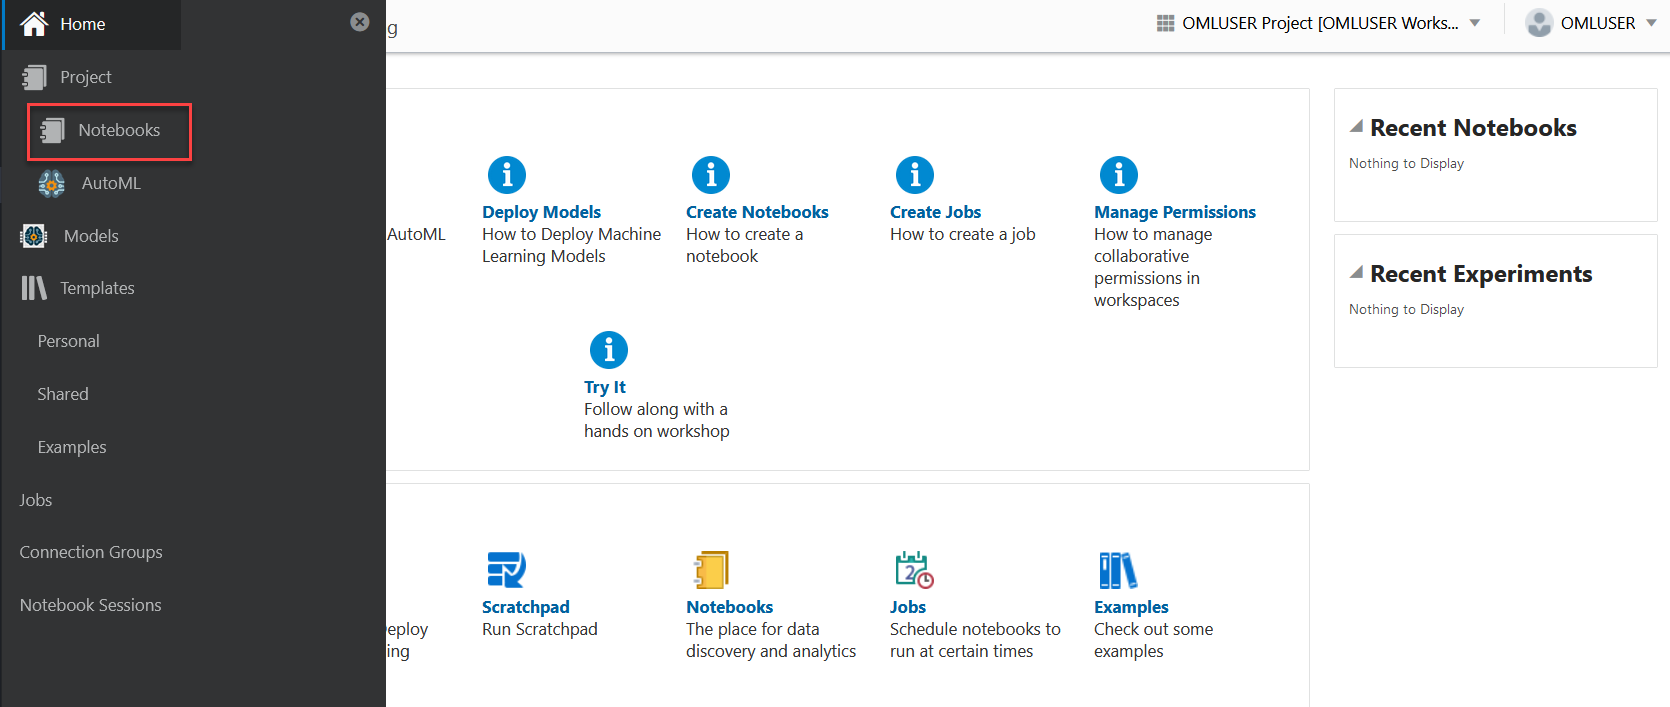 Home
Project
Notebooks
AutoML
Models
Templates
Personal
Shared
Examples
Jobs
Connection Groups
Notebook Sessions
g
OMLUSER Project [OMLUSER Works...
OMLUSER
AutoML
Deploy Models
How to Deploy Machine
Learning Models
Create Notebooks
How to create a
notebook
Create Jobs
How to create a job
Manage Permissions
How to manage
collaborative
permissions in
workspaces
Try It
Follow along with a
hands on workshop
Recent Notebooks
Nothing to Display
Recent Experiments
Nothing to Display
eploy
ing
Scratchpad
Run Scratchpad
Notebooks
The place for data
discovery and analytics
2
Jobs
Schedule notebooks to
run at certain times
Examples
Check out some
examples